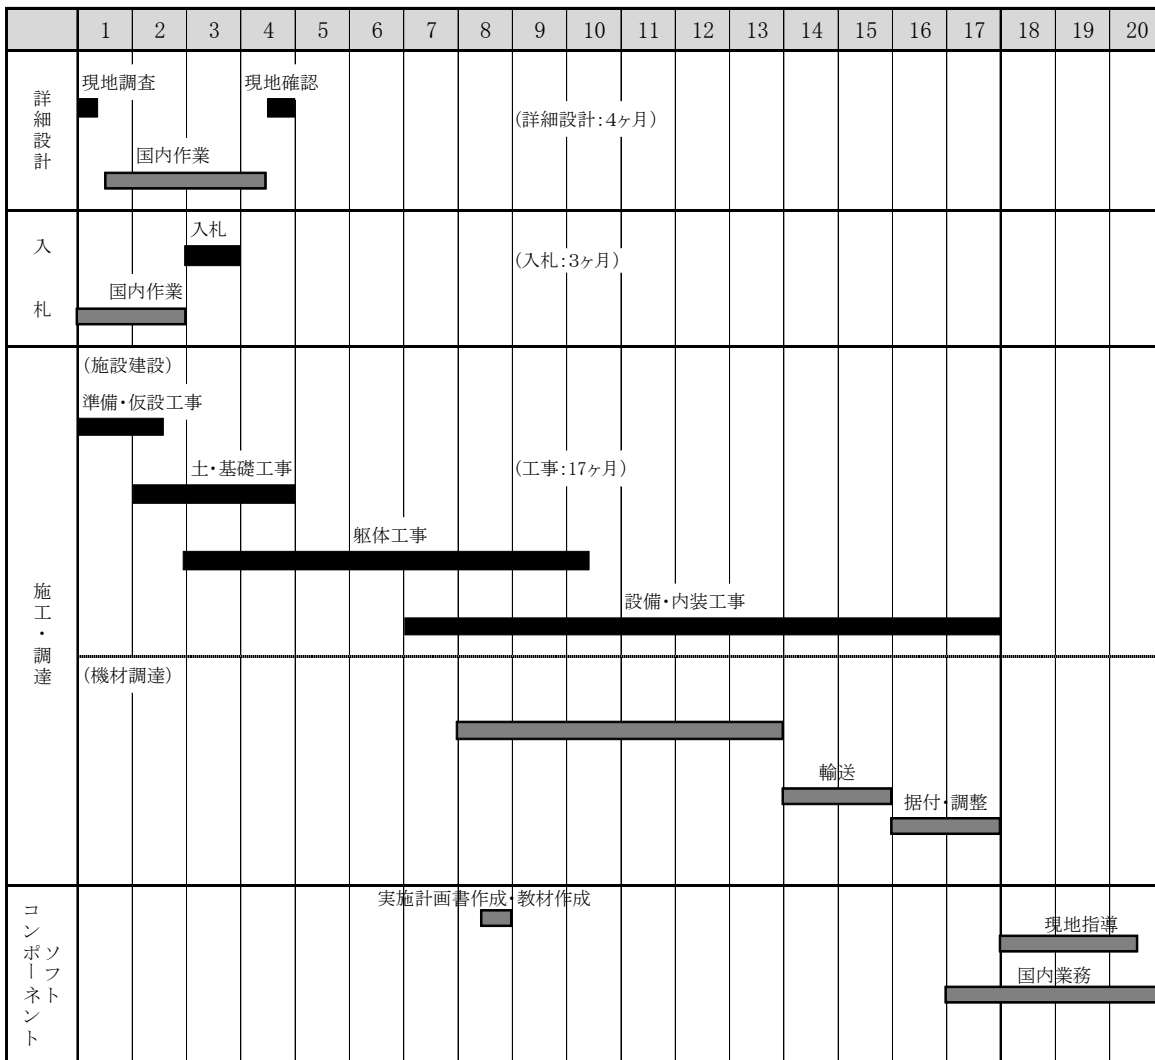 1 2 3 4 5 6 7 8 9 10 11 12 13 14 15 16 17 18 19 20
詳細設計
現地調査 現地確認
(詳細設計:4ヶ月)
国内作業
入札
入札
(入札:3ヶ月)
国内作業
施工・調達
(施設建設)
準備・仮設工事
土・基礎工事 (工事:17ヶ月)
躯体工事
設備・内装工事
(機材調達)
輸送
据付・調整
ソフト
コンポーネント
実施計画書作成・教材作成
現地指導
国内業務